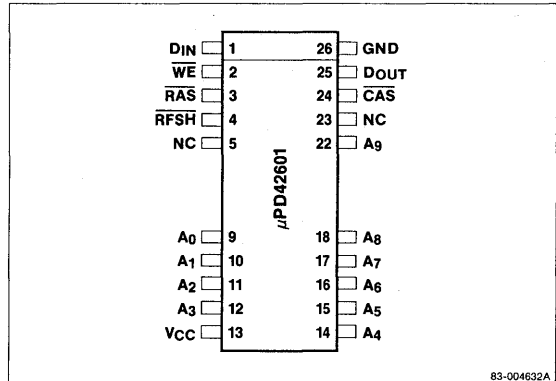 DIN 1 26 GND
WE 2 25 DOUT
RAS 3 24 CAS
RFSH 4 23 NC
NC 5 22 A9
μPD42601
A0 9 18 A8
A1 10 17 A7
A2 11 16 A6
A3 12 15 A5
VCC 13 14 A4
83-004632A